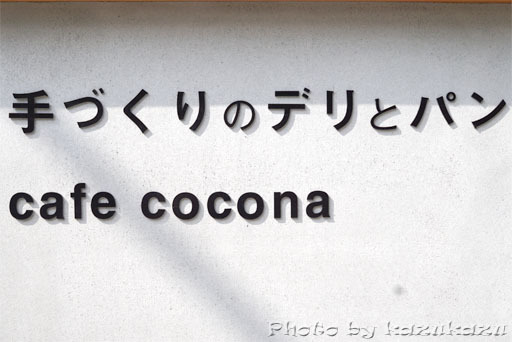 手づくりのデリとパン
cafe cocona
Photo by kazukazu